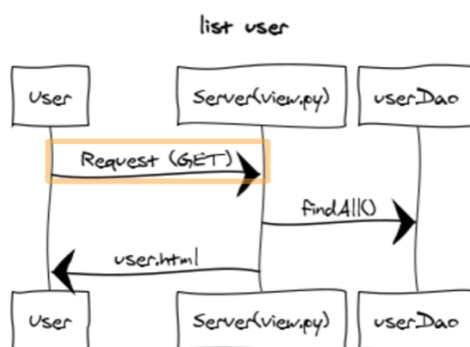 list user
User
Server(view.py)
userDao
Request (GET)
findAll()
user.html
User
Server(view.py)
userDao